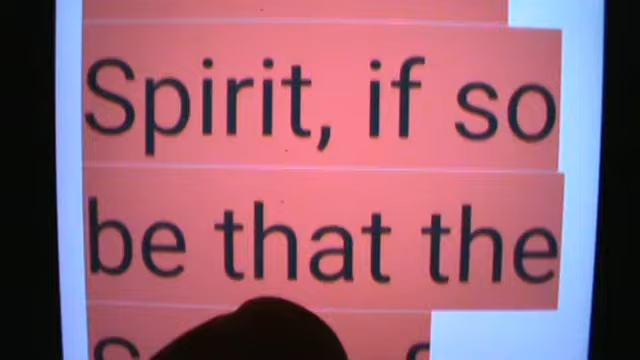 Spirit, if so
be that the